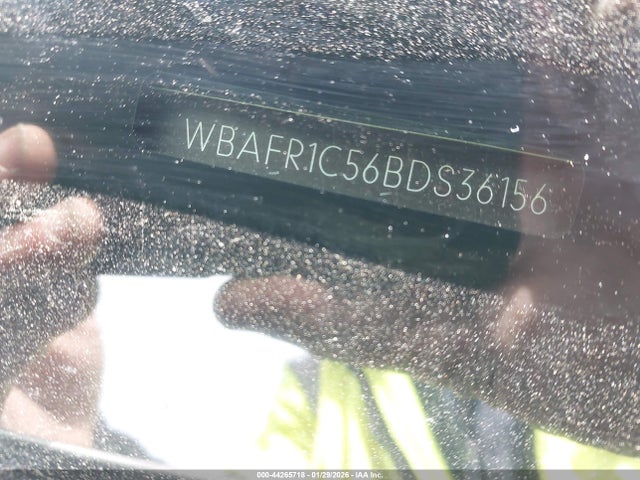 WBAFR1C56BDS36156
000-44265718 - 01/29/2026 - IAA Inc.